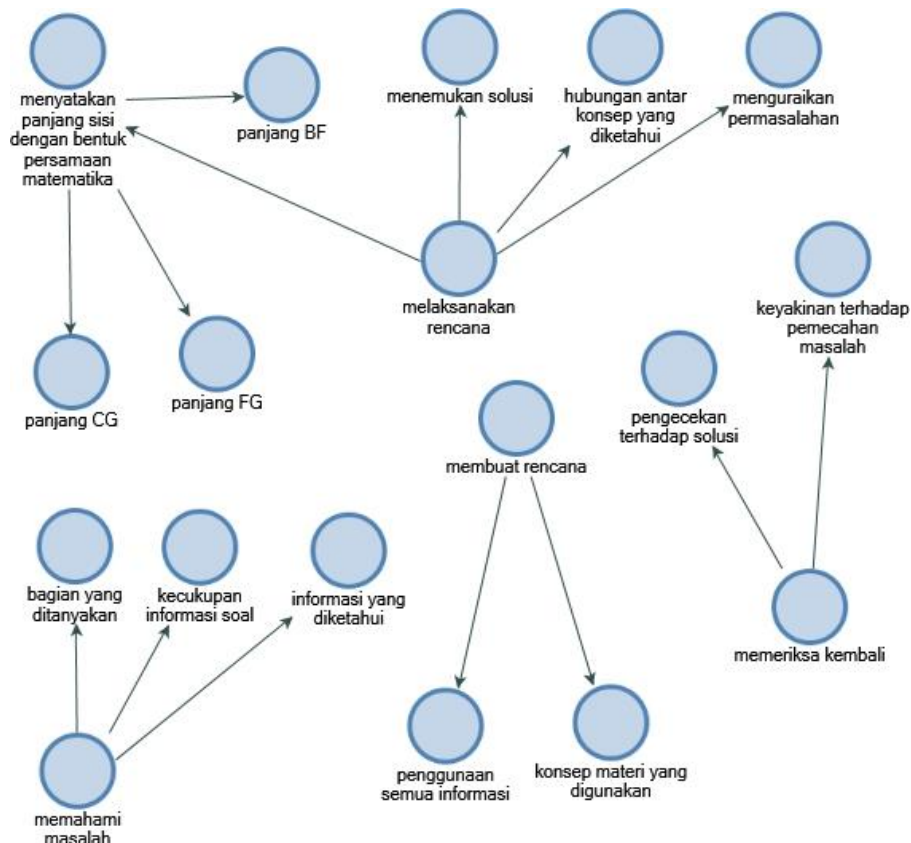 menyatakan
panjang sisi
dengan bentuk
persamaan
matematika
panjang BF
menemukan solusi
hubungan antar
konsep yang
diketahui
menguraikan
permasalahan
melaksanakan
rencana
keyakinan terhadap
pemecahan
masalah
panjang CG
panjang FG
pengecekan
terhadap solusi
membuat rencana
bagian yang
ditanyakan
kecukupan
informasi soal
informasi yang
diketahui
memeriksa kembali
penggunaan
semua informasi
konsep materi yang
digunakan
memahami
masalah